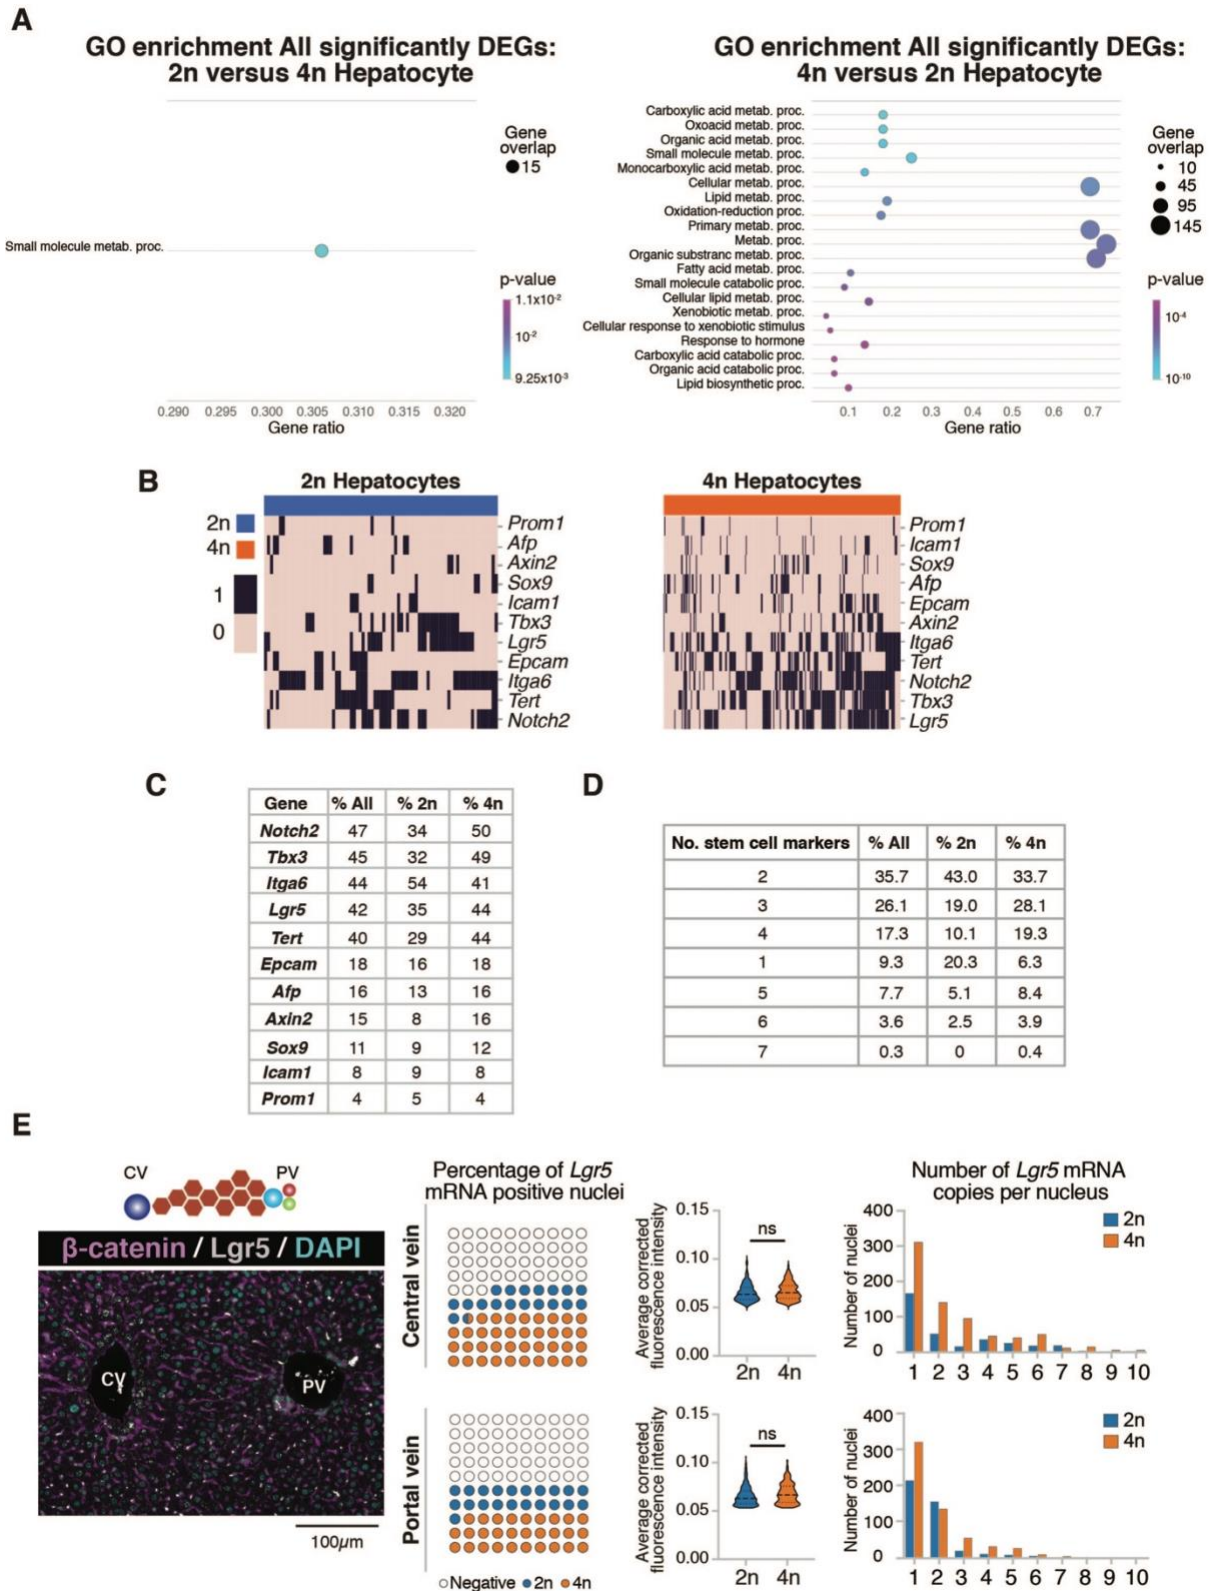 A
GO enrichment All significantly DEGs:
2n versus 4n Hepatocyte
Small molecule metab. proc.
0.290 0.295 0.300 0.305 0.310 0.315 0.320
Gene ratio
Gene
overlap
15
p-value
1.1x10-2
10-2
9.25x10-3
GO enrichment All significantly DEGs:
4n versus 2n Hepatocyte
Carboxylic acid metab. proc.
Oxoacid metab. proc.
Organic acid metab. proc.
Small molecule metab. proc.
Monocarboxylic acid metab. proc.
Cellular metab. proc.
Lipid metab. proc.
Oxidation-reduction proc.
Primary metab. proc.
Metab. proc.
Organic substranc metab. proc.
Fatty acid metab. proc.
Small molecule catabolic proc.
Cellular lipid metab. proc.
Xenobiotic metab. proc.
Cellular response to xenobiotic stimulus
Response to hormone
Carboxylic acid catabolic proc.
Organic acid catabolic proc.
Lipid biosynthetic proc.
0.1 0.2 0.3 0.4 0.5 0.6 0.7
Gene ratio
Gene
overlap
10
45
95
145
p-value
10-4
10-10
B
2n
4n
1
0
2n Hepatocytes
Prom1
Afp
Axin2
Sox9
Icam1
Tbx3
Lgr5
Epcam
Itga6
Tert
Notch2
4n Hepatocytes
Prom1
Icam1
Sox9
Afp
Epcam
Axin2
Itga6
Tert
Notch2
Tbx3
Lgr5
C
Gene % All % 2n % 4n
Notch2 47 34 50
Tbx3 45 32 49
Itga6 44 54 41
Lgr5 42 35 44
Tert 40 29 44
Epcam 18 16 18
Afp 16 13 16
Axin2 15 8 16
Sox9 11 9 12
Icam1 8 9 8
Prom1 4 5 4
D
No. stem cell markers % All % 2n % 4n
2 35.7 43.0 33.7
3 26.1 19.0 28.1
4 17.3 10.1 19.3
1 9.3 20.3 6.3
5 7.7 5.1 8.4
6 3.6 2.5 3.9
7 0.3 0 0.4
E
CV PV
β-catenin / Lgr5 / DAPI
CV PV
100µm
Percentage of Lgr5
mRNA positive nuclei
Central vein
Portal vein
Negative 2n 4n
Average corrected
fluorescence intensity
0.15
0.10
0.05
0.00
ns
2n 4n
Average corrected
fluorescence intensity
0.15
0.10
0.05
0.00
ns
2n 4n
Number of Lgr5 mRNA
copies per nucleus
Number of nuclei
400
300
200
100
0
2n
4n
1 2 3 4 5 6 7 8 9 10
Number of nuclei
400
300
200
100
0
2n
4n
1 2 3 4 5 6 7 8 9 10